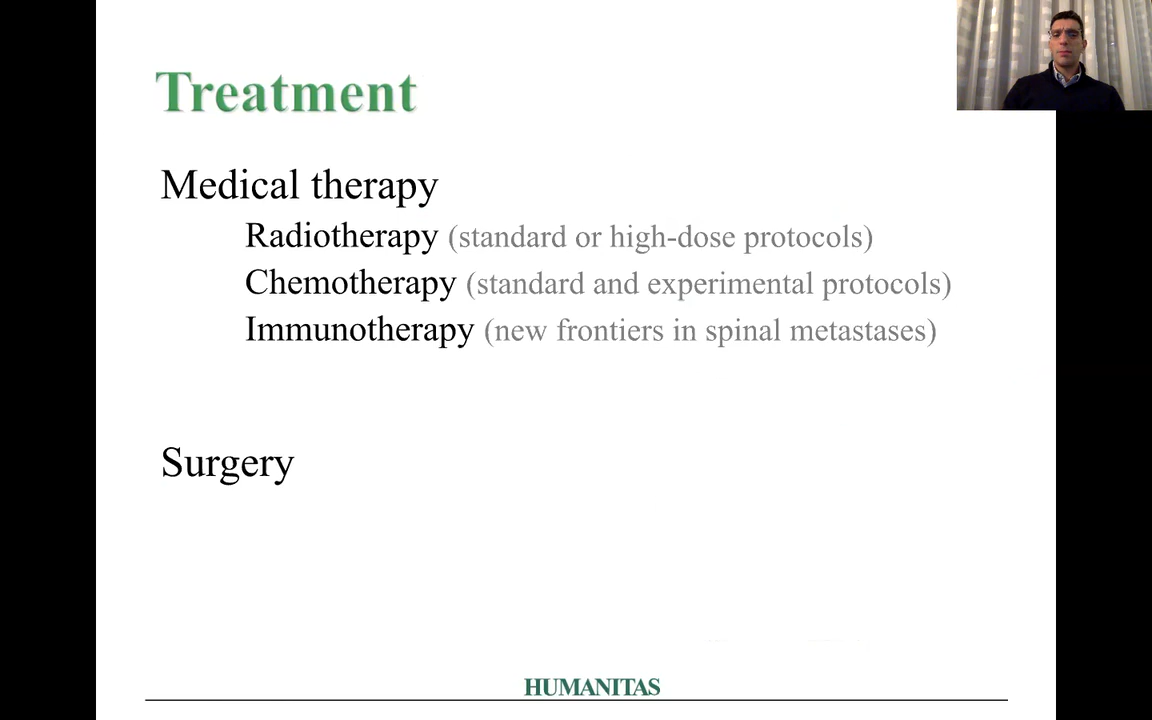 Treatment
Medical therapy
Radiotherapy (standard or high-dose protocols)
Chemotherapy (standard and experimental protocols)
Immunotherapy (new frontiers in spinal metastases)
Surgery
HUMANITAS